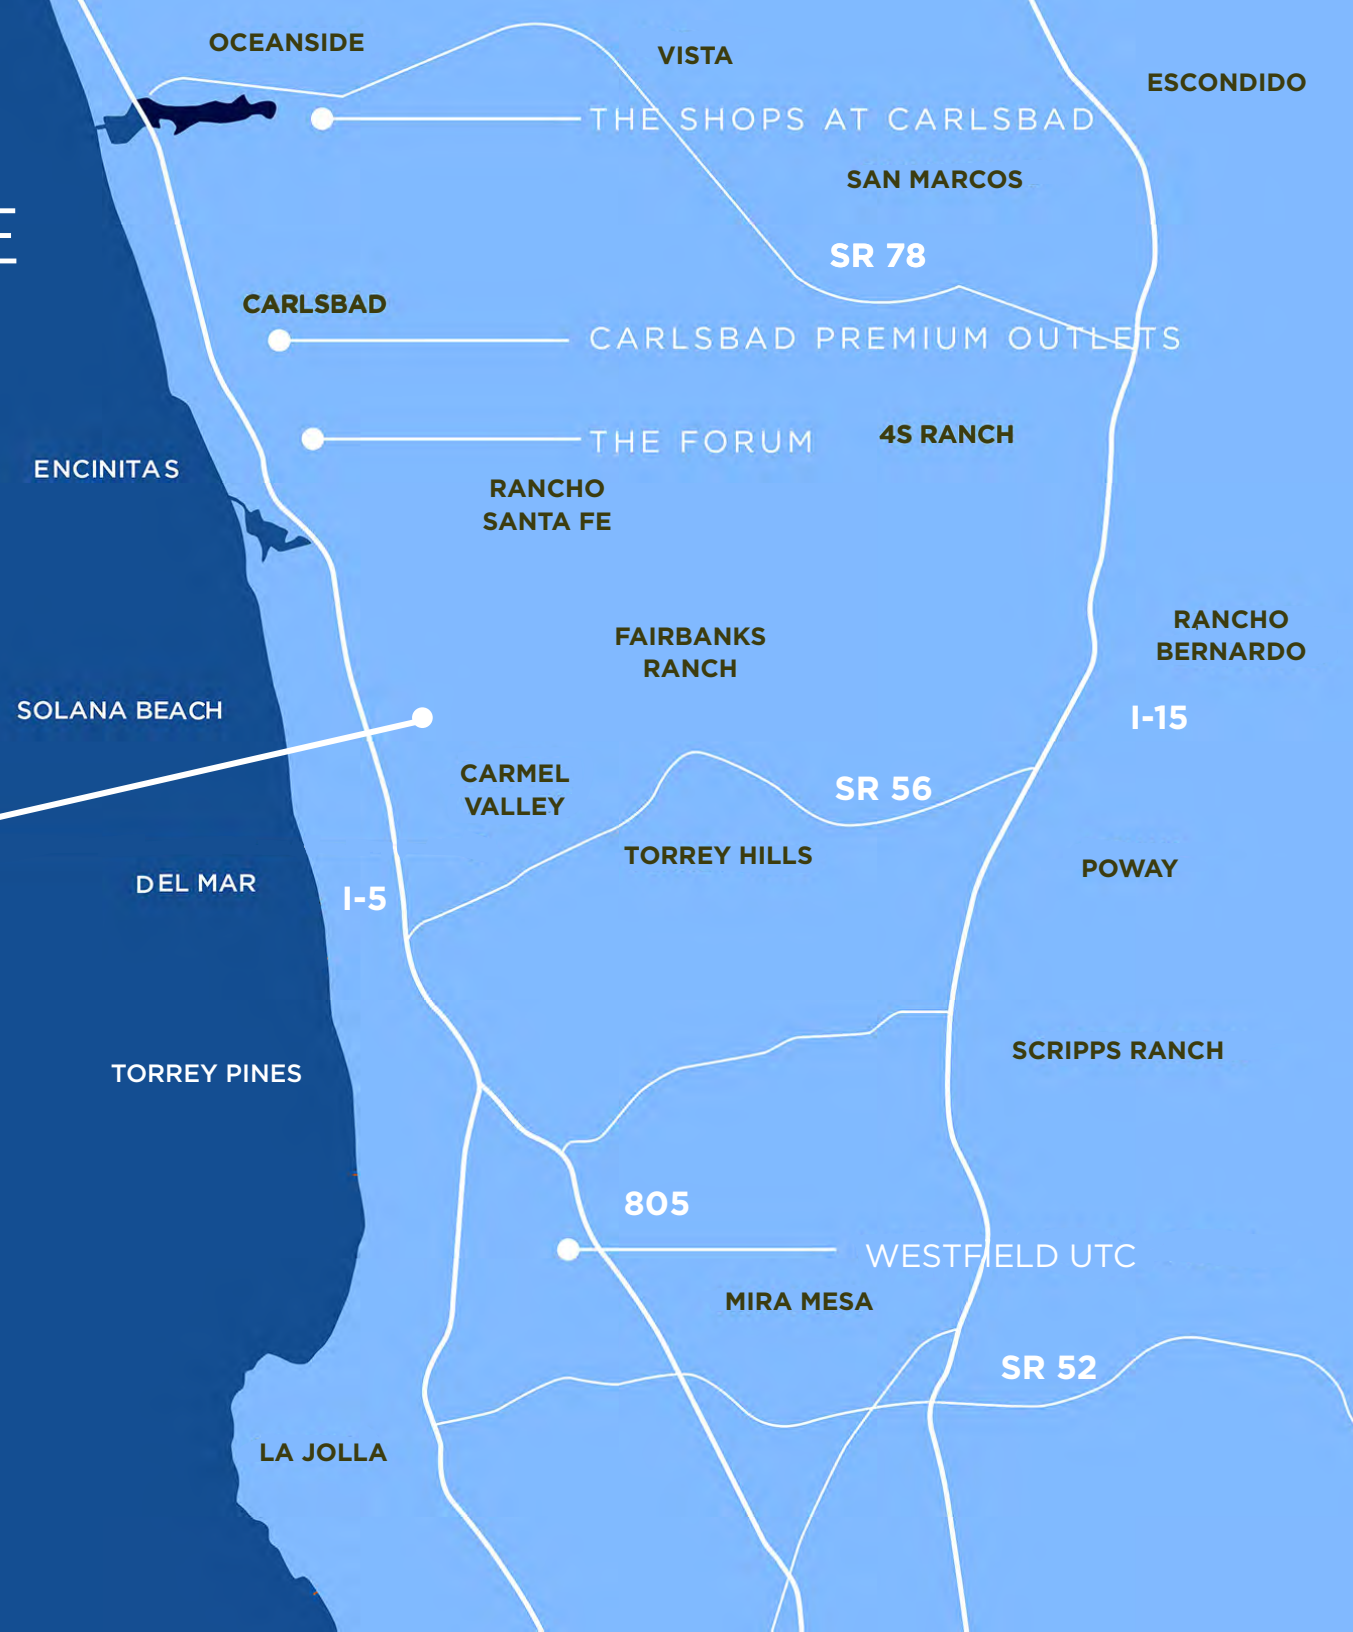 OCEANSIDE
VISTA
ESCONDIDO
THE SHOPS AT CARLSBAD
SAN MARCOS
E
SR 78
CARLSBAD
CARLSBAD PREMIUM OUTLETS
4S RANCH
THE FORUM
ENCINITAS
RANCHO
SANTA FE
FAIRBANKS
RANCH
RANCHO
BERNARDO
SOLANA BEACH
I-15
CARMEL
VALLEY
SR 56
TORREY HILLS
POWAY
DEL MAR
I-5
SCRIPPS RANCH
TORREY PINES
805
WESTFIELD UTC
MIRA MESA
SR 52
LA JOLLA